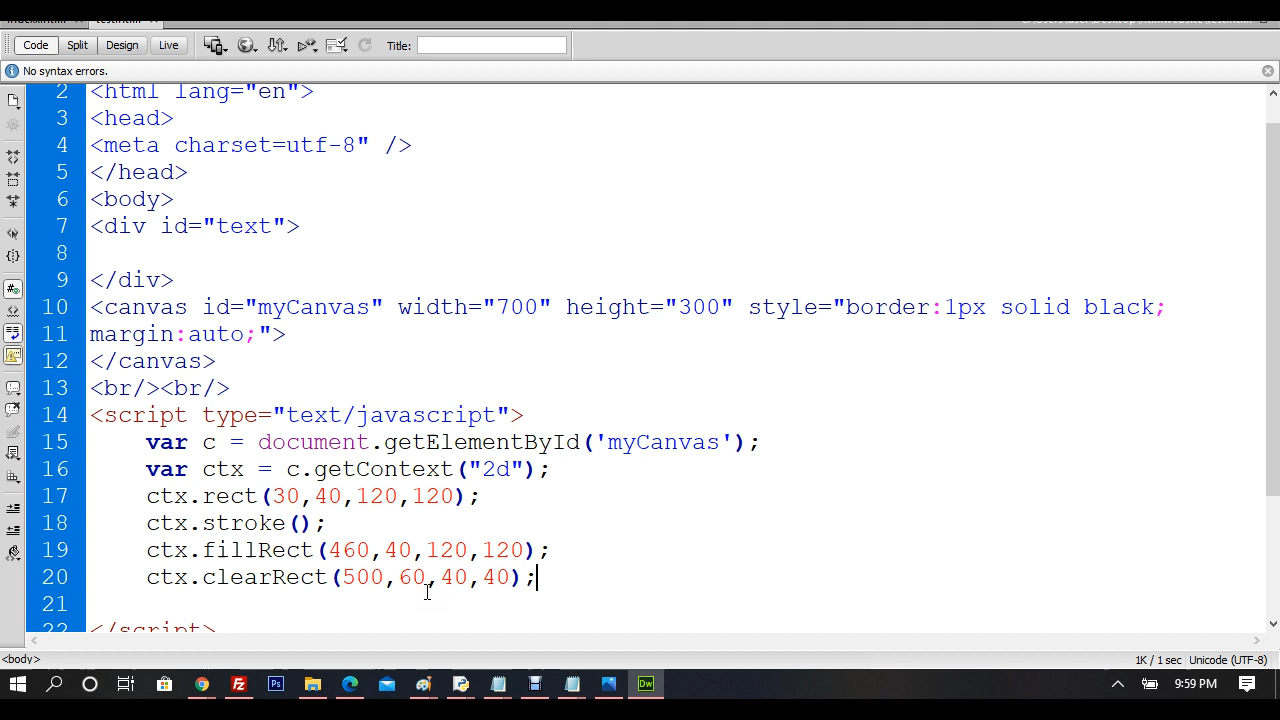 Code Split Design Live Title:
No syntax errors.
2 <html lang="en">
3 <head>
4 <meta charset=utf-8" />
5 </head>
6 <body>
7 <div id="text">
8
9 </div>
10 <canvas id="myCanvas" width="700" height="300" style="border:1px solid black;
11 margin:auto;">
12 </canvas>
13 <br/><br/>
14 <script type="text/javascript">
15 var c = document.getElementById('myCanvas');
16 var ctx = c.getContext("2d");
17 ctx.rect(30,40,120,120);
18 ctx.stroke();
19 ctx.fillRect(460,40,120,120);
20 ctx.clearRect(500,60,40,40);
21
22 </script>
<body> 1K / 1 sec Unicode (UTF-8)
Fz Ps Dw 9:59 PM